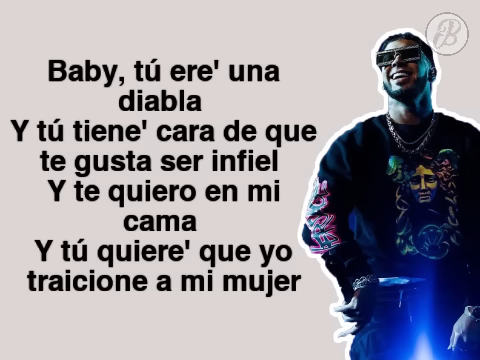 Baby, tú ere' una
diabla
Y tú tiene' cara de que
te gusta ser infiel
Y te quiero en mi
cama
Y tú quiere' que yo
traicione a mi mujer
B